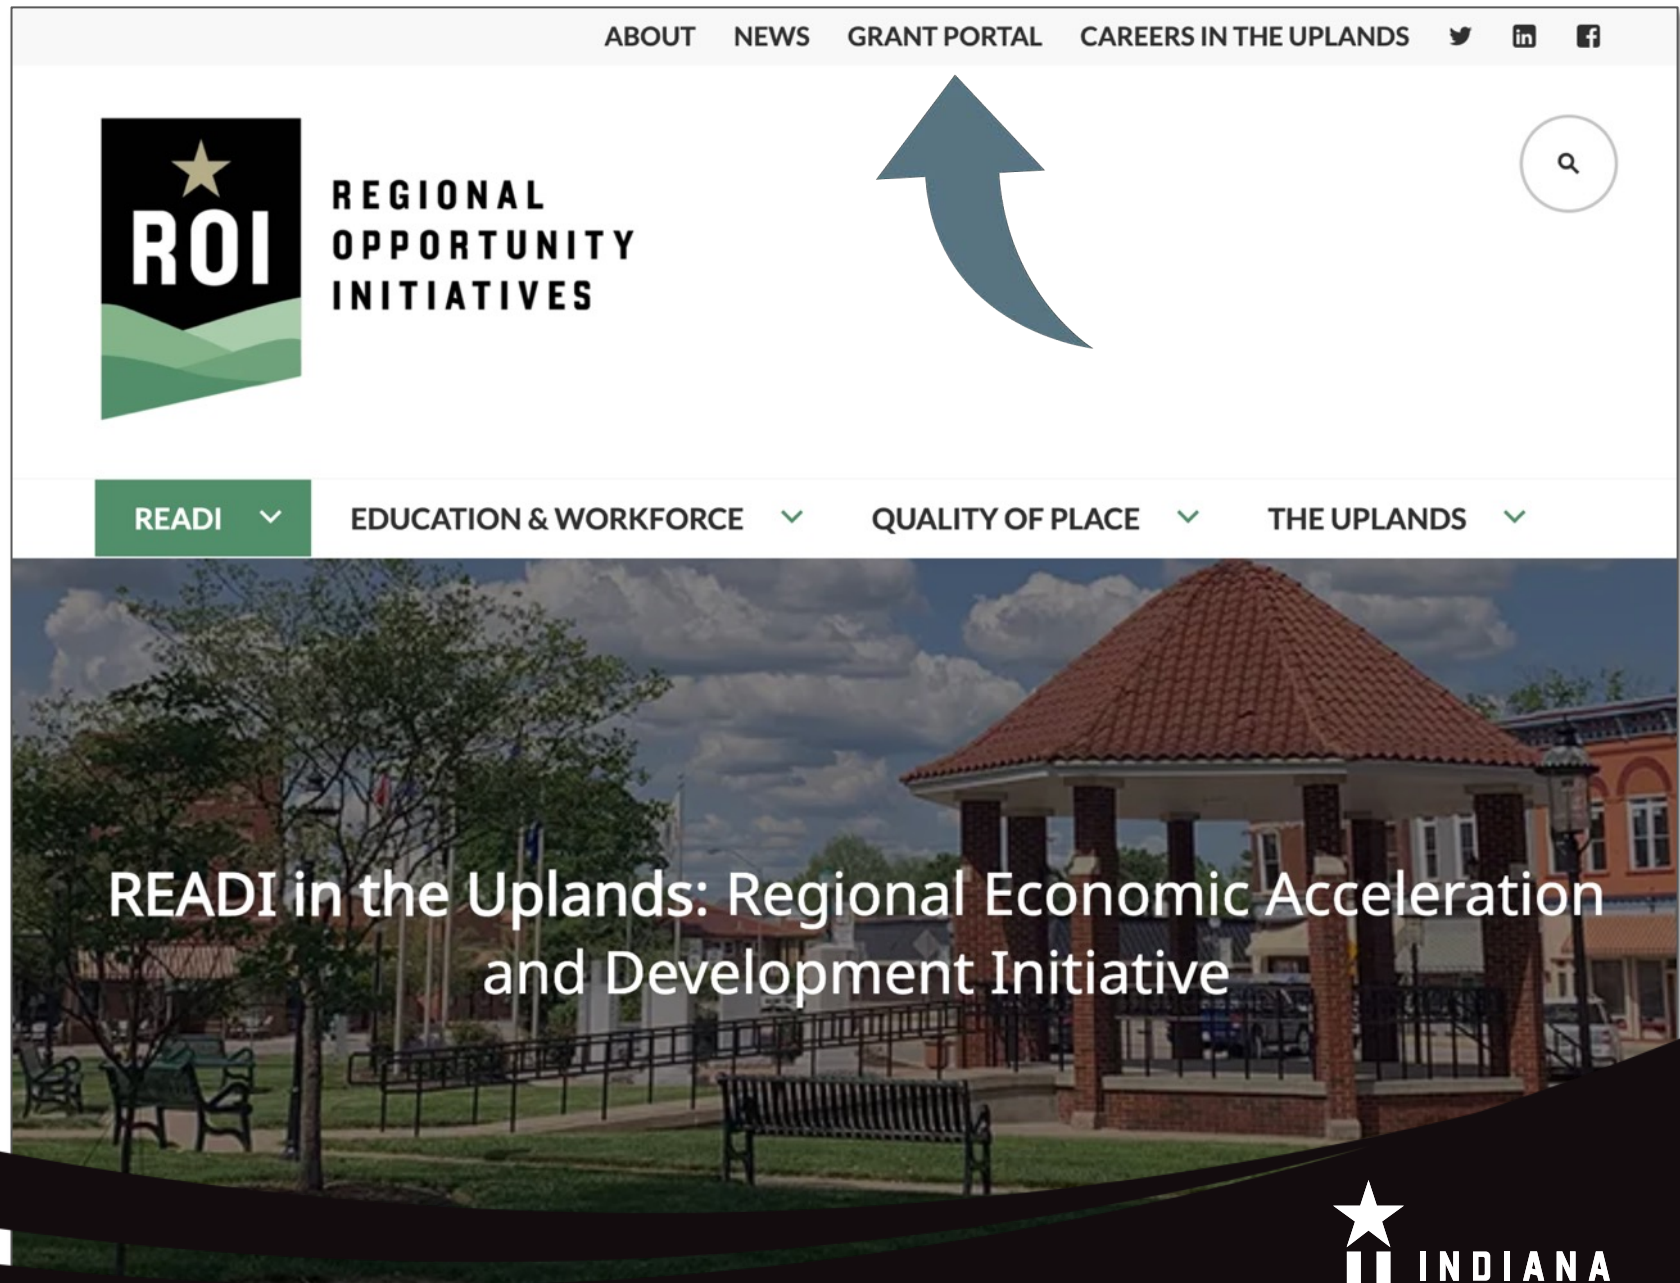 ABOUT NEWS GRANT PORTAL CAREERS IN THE UPLANDS
ROI
REGIONAL
OPPORTUNITY
INITIATIVES
READI EDUCATION & WORKFORCE QUALITY OF PLACE THE UPLANDS
READI in the Uplands: Regional Economic Acceleration
and Development Initiative
INDIANA